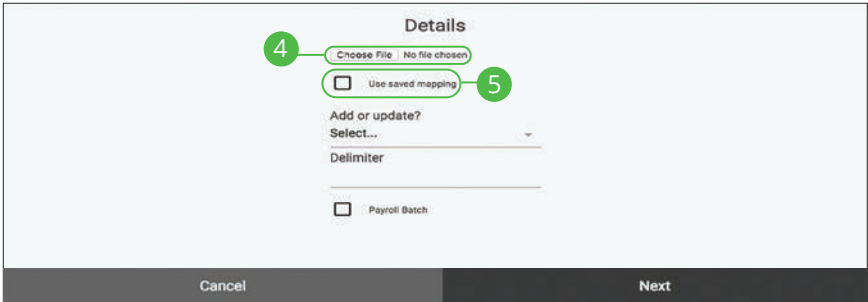 Details
4
Choose File No file chosen
Use saved mapping
5
Add or update?
Select...
Delimiter
Payroll Batch
Cancel
Next